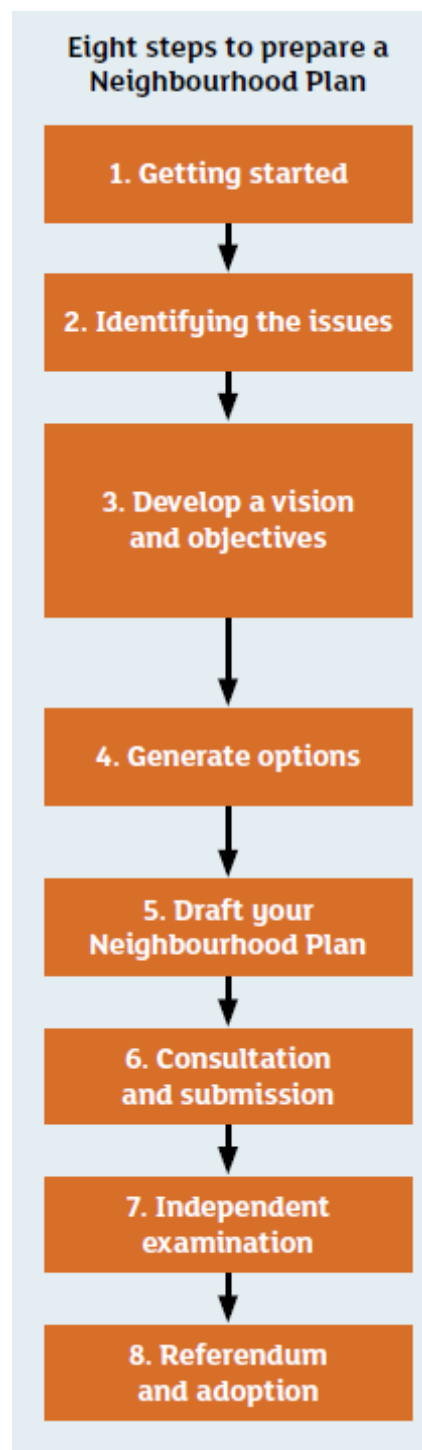 Eight steps to prepare a
Neighbourhood Plan
1. Getting started
2. Identifying the issues
3. Develop a vision
and objectives
4. Generate options
5. Draft your
Neighbourhood Plan
6. Consultation
and submission
7. Independent
examination
8. Referendum
and adoption